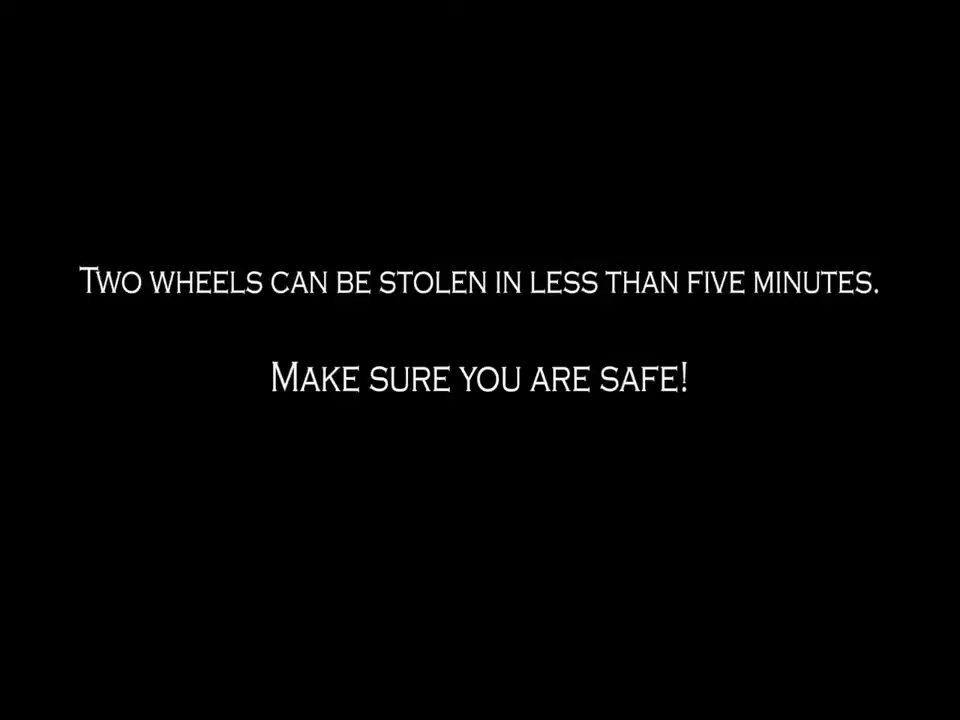 Two wheels can be stolen in less than five minutes.
Make sure you are safe!